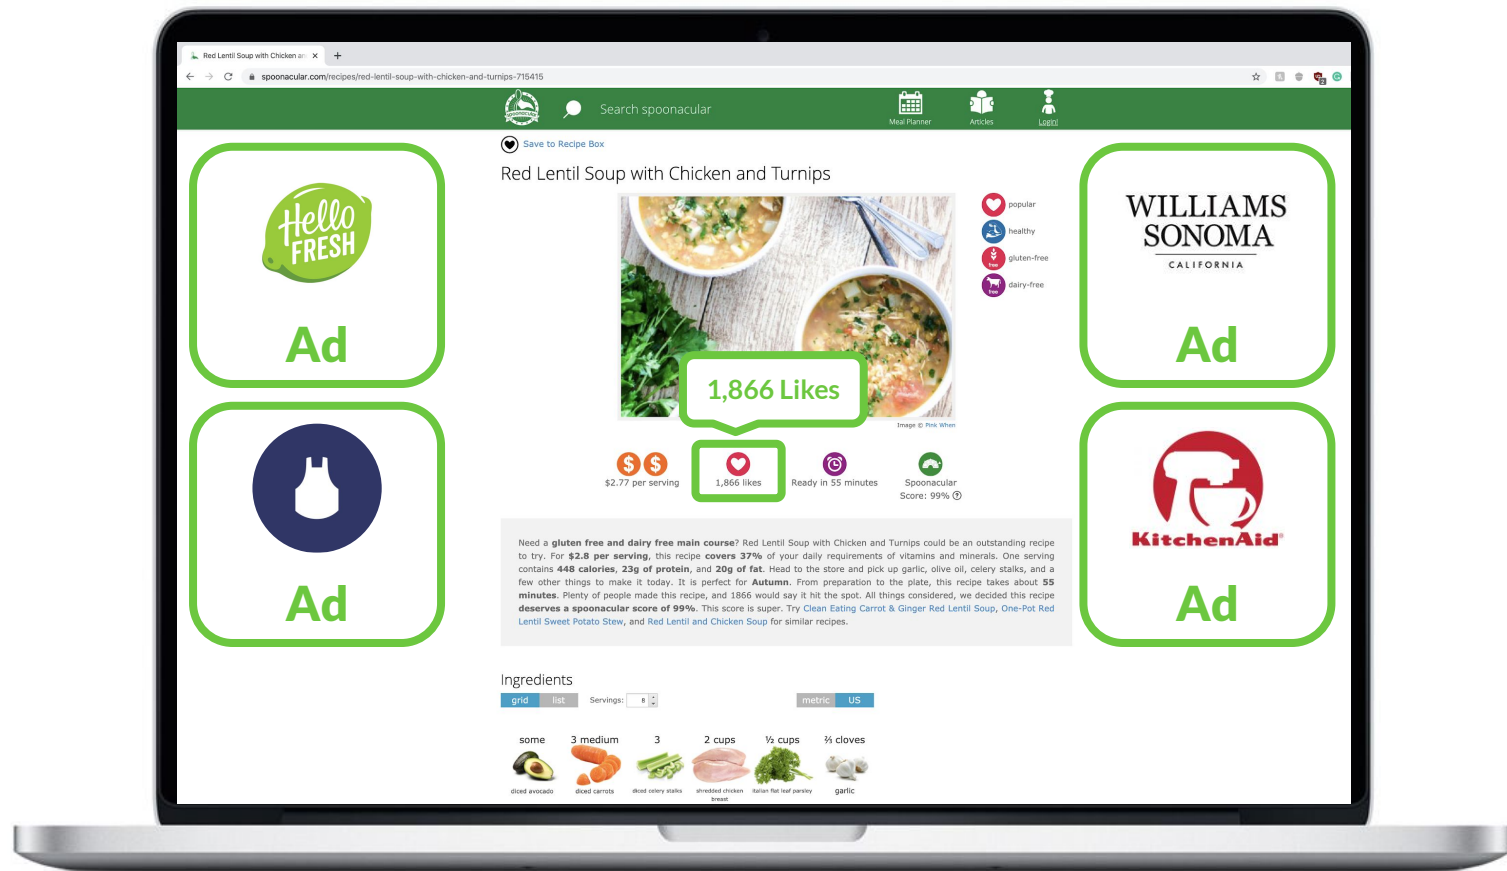 Red Lentil Soup with Chicken an
spoonacular.com/recipes/red-lentil-soup-with-chicken-and-turnips-715415
2
spoonacular
Search spoonacular
Meal Planner
Articles
Login!
Save to Recipe Box
Red Lentil Soup with Chicken and Turnips
popular
healthy
free
gluten-free
free
dairy-free
Hello
FRESH
Ad
WILLIAMS
SONOMA
CALIFORNIA
Ad
1,866 Likes
Image © Pink When
$ $
$2.77 per serving
1,866 likes
Ready in 55 minutes
Spoonacular
Score: 99% ?
Ad
KitchenAid®
Ad
Need a gluten free and dairy free main course? Red Lentil Soup with Chicken and Turnips could be an outstanding recipe
to try. For $2.8 per serving, this recipe covers 37% of your daily requirements of vitamins and minerals. One serving
contains 448 calories, 23g of protein, and 20g of fat. Head to the store and pick up garlic, olive oil, celery stalks, and a
few other things to make it today. It is perfect for Autumn. From preparation to the plate, this recipe takes about 55
minutes. Plenty of people made this recipe, and 1866 would say it hit the spot. All things considered, we decided this recipe
deserves a spoonacular score of 99%. This score is super. Try Clean Eating Carrot & Ginger Red Lentil Soup, One-Pot Red
Lentil Sweet Potato Stew, and Red Lentil and Chicken Soup for similar recipes.
Ingredients
grid list Servings: 8 metric US
some
3 medium
3
2 cups
½ cups
⅔ cloves
diced avocado
diced carrots
diced celery stalks
shredded chicken
breast
italian flat leaf parsley
garlic